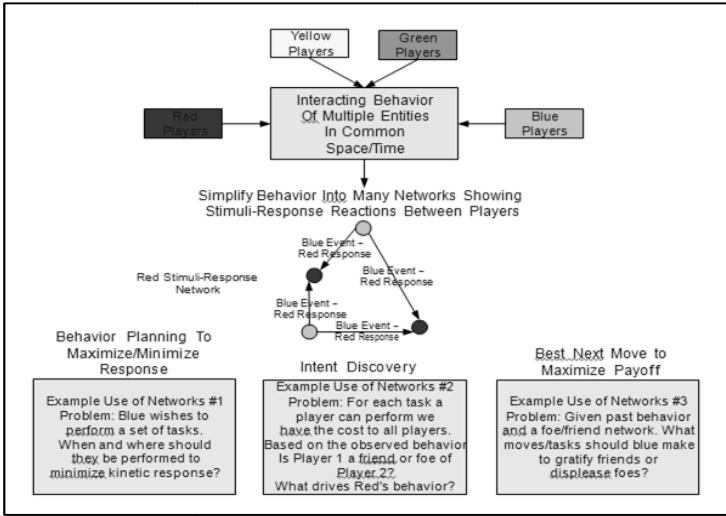 Yellow
Players
Green
Players
Red
Players
Interacting Behavior
Of Multiple Entities
In Common
Space/Time
Blue
Players
Simplify Behavior Into Many Networks Showing
Stimuli-Response Reactions Between Players
Blue Event –
Red Response
Blue Event –
Red Response
Red Stimuli-Response
Network
Blue Event –
Red Response
Blue Event –
Red Response
Behavior Planning To
Maximize/Minimize
Response
Example Use of Networks #1
Problem: Blue wishes to
perform a set of tasks.
When and where should
they be performed to
minimize kinetic response?
Intent Discovery
Example Use of Networks #2
Problem: For each task a
player can perform we
have the cost to all players.
Based on the observed behavior
Is Player 1 a friend or foe of
Player 2?
What drives Red's behavior?
Best Next Move to
Maximize Payoff
Example Use of Networks #3
Problem: Given past behavior
and a foe/friend network. What
moves/tasks should blue make
to gratify friends or
displease foes?